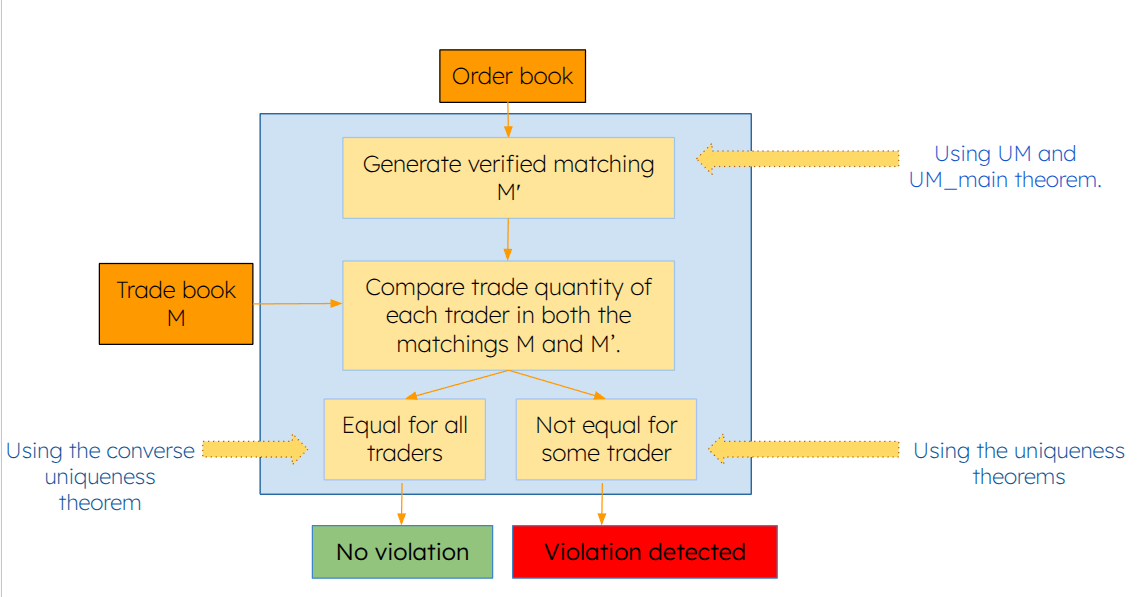 Order book
Generate verified matching
M'
Using UM and
UM_main theorem.
Trade book
M
Compare trade quantity of
each trader in both the
matchings M and M’.
Using the converse
uniqueness
theorem
Equal for all
traders
Not equal for
some trader
Using the uniqueness
theorems
No violation
Violation detected